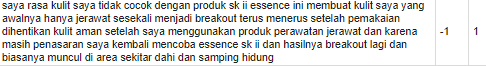 saya rasa kulit saya tidak cocok dengan produk sk ii essence ini membuat kulit saya yang
awalnya hanya jerawat sesekali menjadi breakout terus menerus setelah pemakaian
dihentikan kulit aman setelah saya menggunakan produk perawatan jerawat dan karena -1 1
masih penasaran saya kembali mencoba essence sk ii dan hasilnya breakout lagi dan
biasanya muncul di area sekitar dahi dan samping hidung